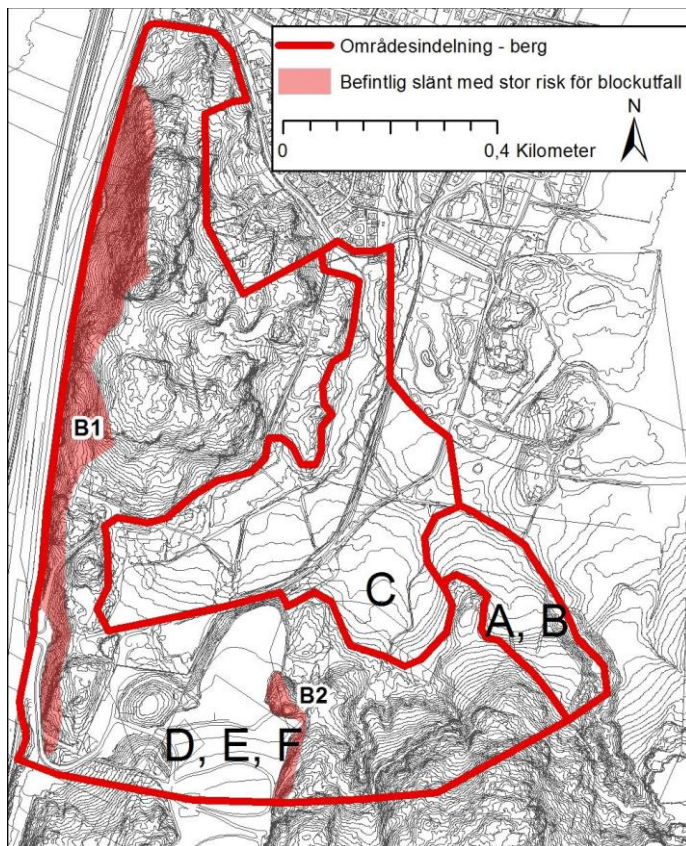 Områdesindelning - berg
Befintlig slänt med stor risk för blockutfall
N
0 0,4 Kilometer
B1
C
A, B
B2
D, E, F